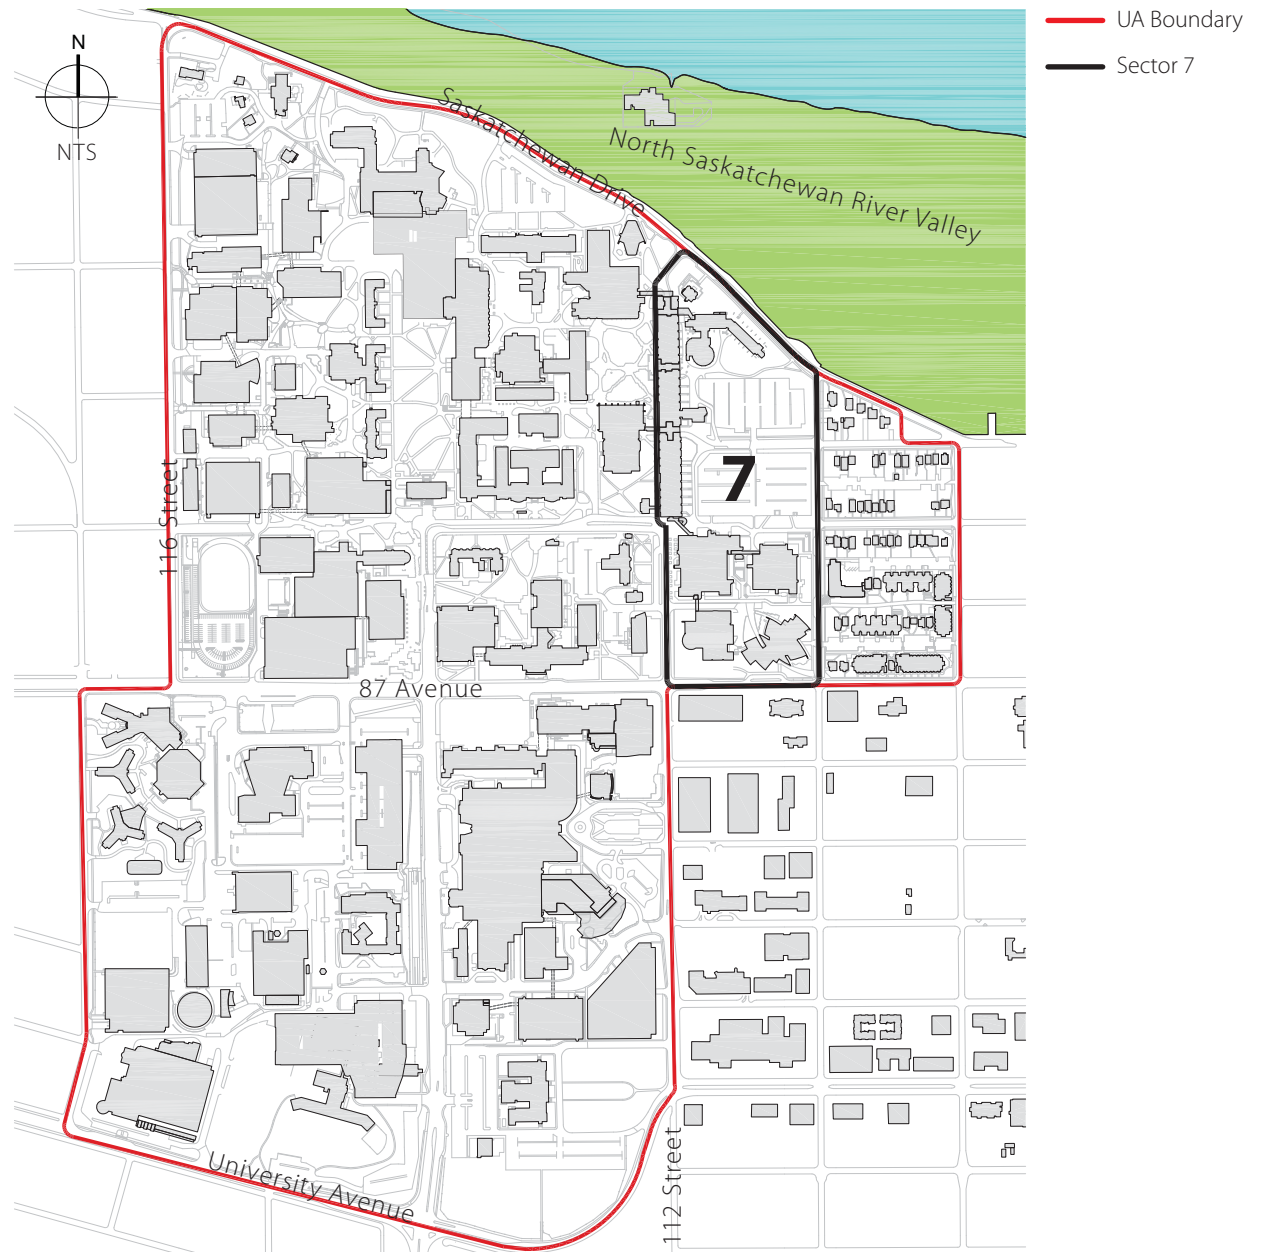 UA Boundary
Sector 7
N
NTS
Saskatchewan Drive
North Saskatchewan River Valley
7
116 Street
87 Avenue
University Avenue
112 Street